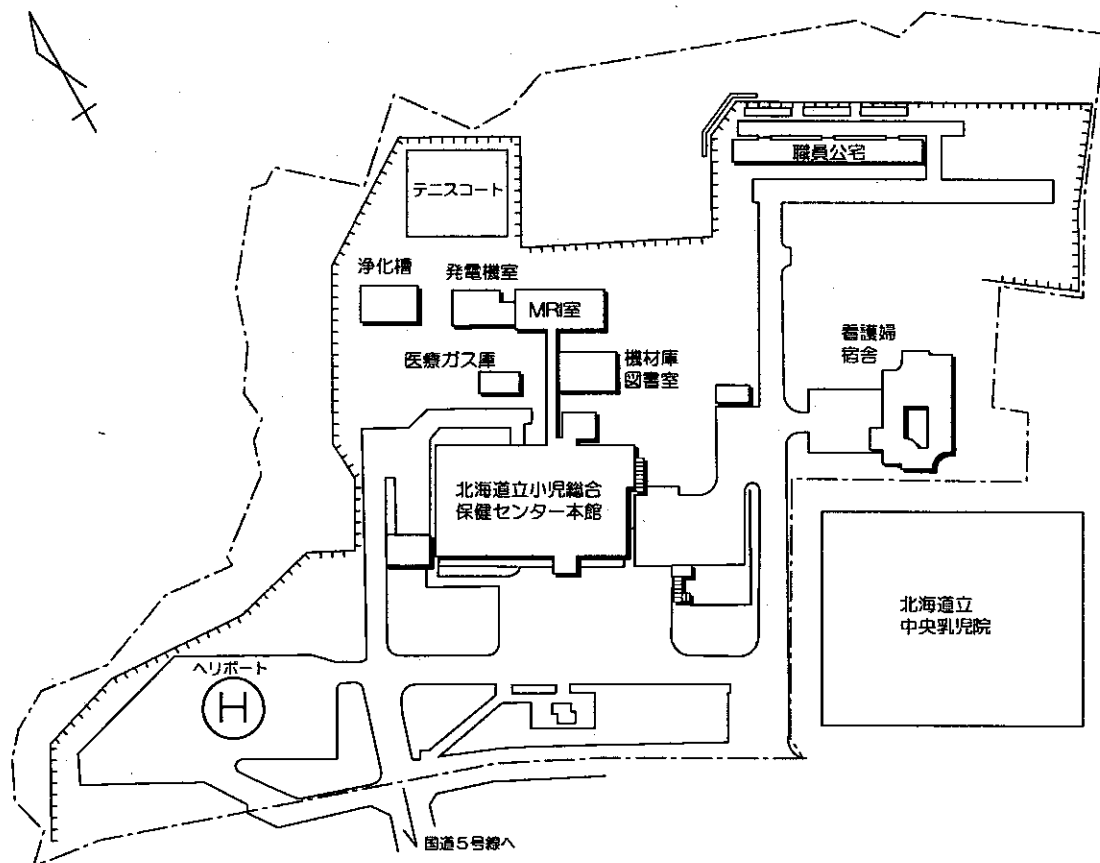 職員公宅
テニスコート
浄化槽
発電機室
MRI室
看護婦
宿舎
医療ガス庫
機材庫
図書室
北海道立小児総合
保健センター本館
北海道立
中央乳児院
ヘリポート
H
国道5号線へ